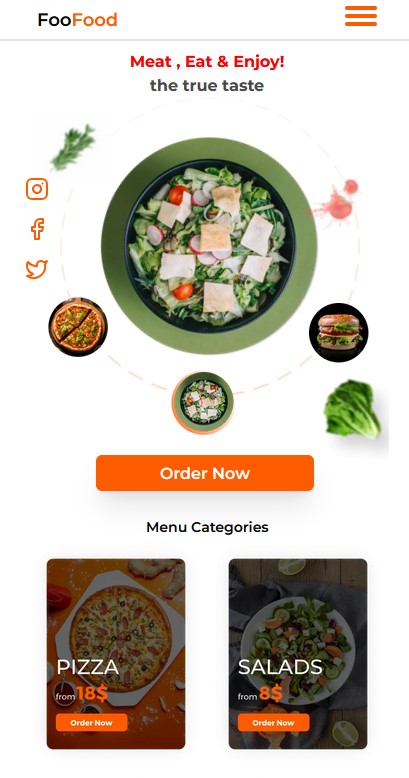 FooFood
Meat , Eat & Enjoy!
the true taste
Order Now
Menu Categories
PIZZA
from 18$
Order Now
SALADS
from 8$
Order Now